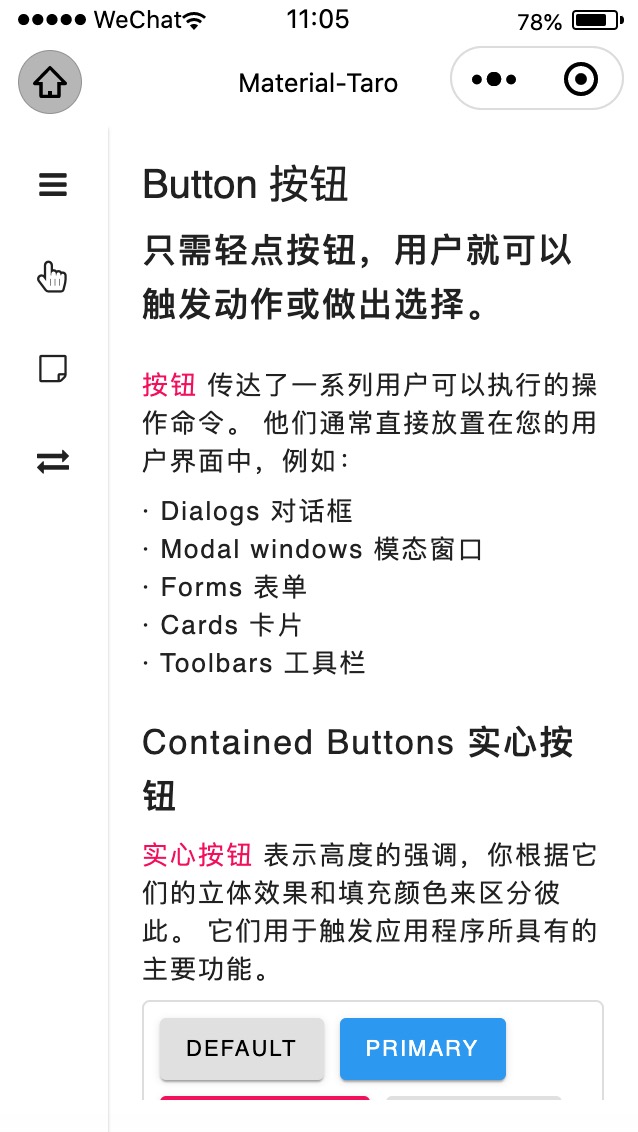 ●●●●● WeChat 11:05 78%
Material-Taro
Button 按钮
只需轻点按钮，用户就可以
触发动作或做出选择。
按钮 传达了一系列用户可以执行的操
作命令。 他们通常直接放置在您的用
户界面中，例如：
· Dialogs 对话框
· Modal windows 模态窗口
· Forms 表单
· Cards 卡片
· Toolbars 工具栏
Contained Buttons 实心按
钮
实心按钮 表示高度的强调，你根据它
们的立体效果和填充颜色来区分彼
此。 它们用于触发应用程序所具有的
主要功能。
DEFAULT PRIMARY